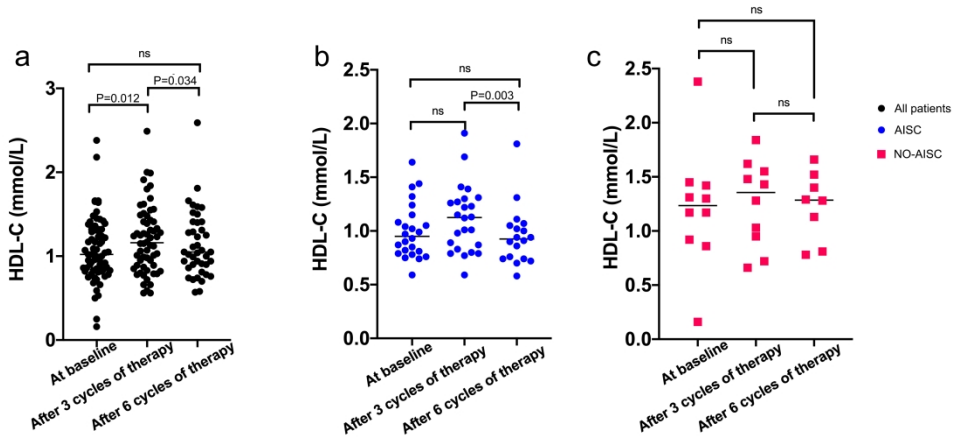 a
ns
P=0.034
P=0.012
HDL-C (mmol/L)
3
2
1
0
At baseline
After 3 cycles of therapy
After 6 cycles of therapy
b
ns
P=0.003
ns
HDL-C (mmol/L)
2.5
2.0
1.5
1.0
0.5
0.0
At baseline
After 3 cycles of therapy
After 6 cycles of therapy
c
ns
ns
ns
HDL-C (mmol/L)
2.5
2.0
1.5
1.0
0.5
0.0
At baseline
After 3 cycles of therapy
After 6 cycles of therapy
All patients
AISC
NO-AISC